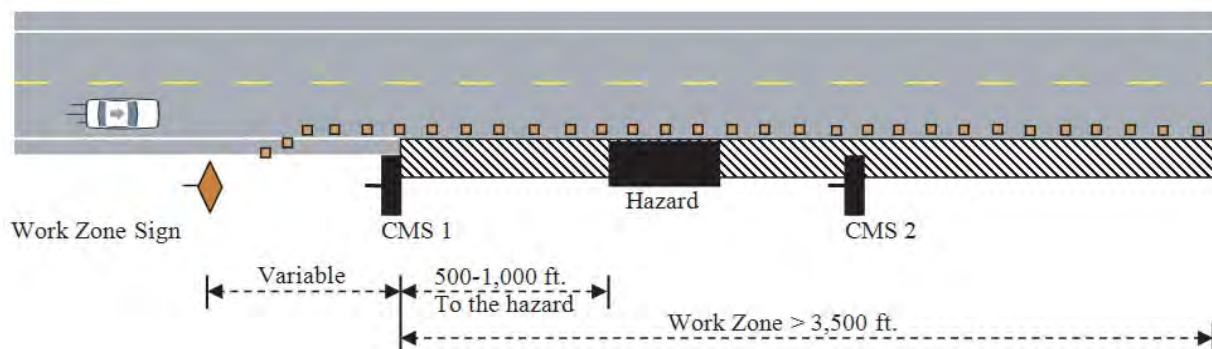 Hazard
Work Zone Sign
CMS 1
CMS 2
Variable
500-1,000 ft.
To the hazard
Work Zone > 3,500 ft.